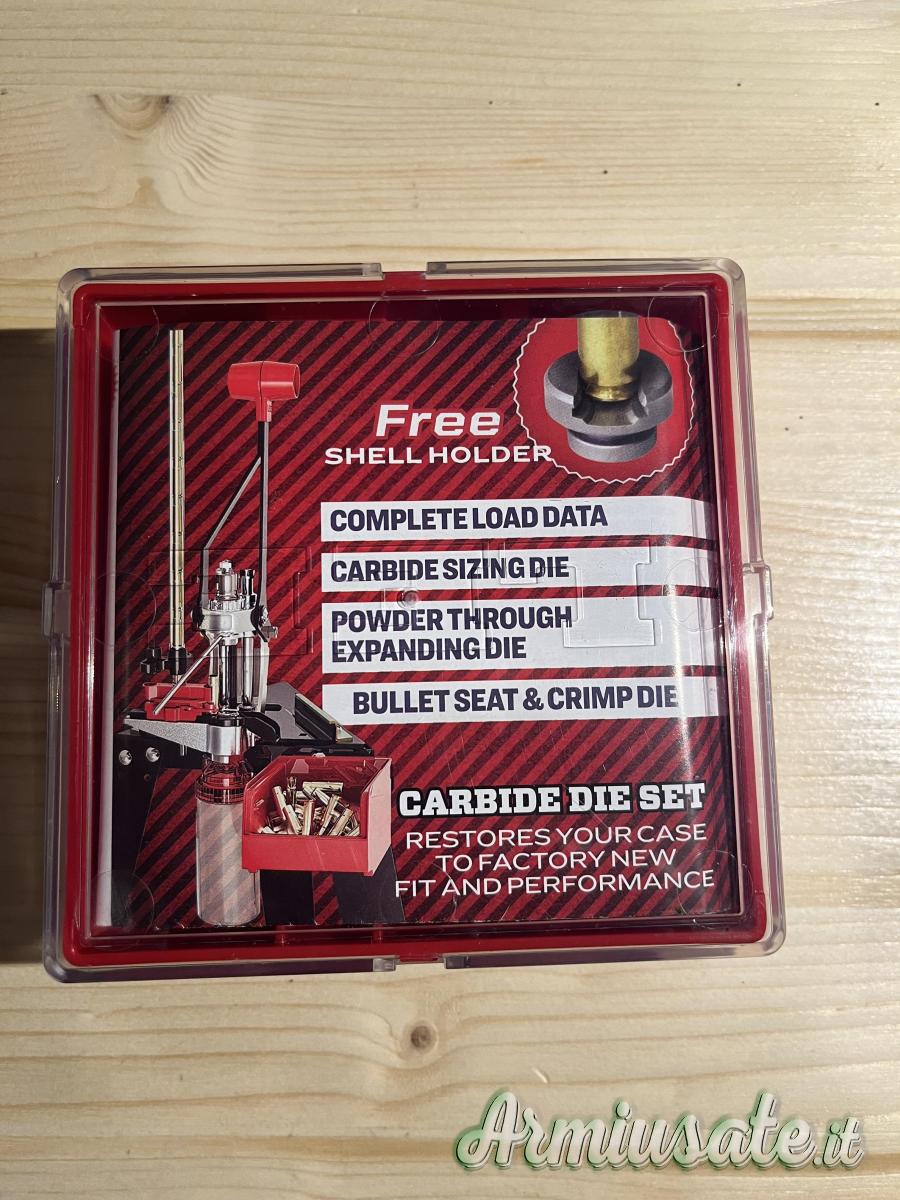 Free
SHELL HOLDER
COMPLETE LOAD DATA
CARBIDE SIZING DIE
POWDER THROUGH
EXPANDING DIE
BULLET SEAT & CRIMP DIE
CARBIDE DIE SET
RESTORES YOUR CASE
TO FACTORY NEW
FIT AND PERFORMANCE
Armiusate.it